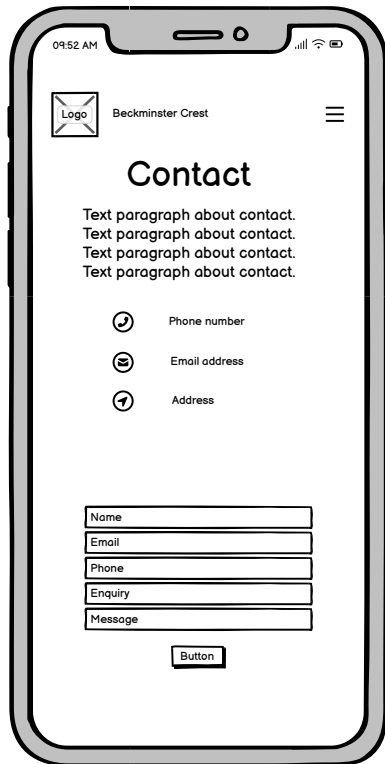 09:52 AM
Logo
Beckminster Crest
Contact
Text paragraph about contact.
Text paragraph about contact.
Text paragraph about contact.
Text paragraph about contact.
Phone number
Email address
Address
Name
Email
Phone
Enquiry
Message
Button